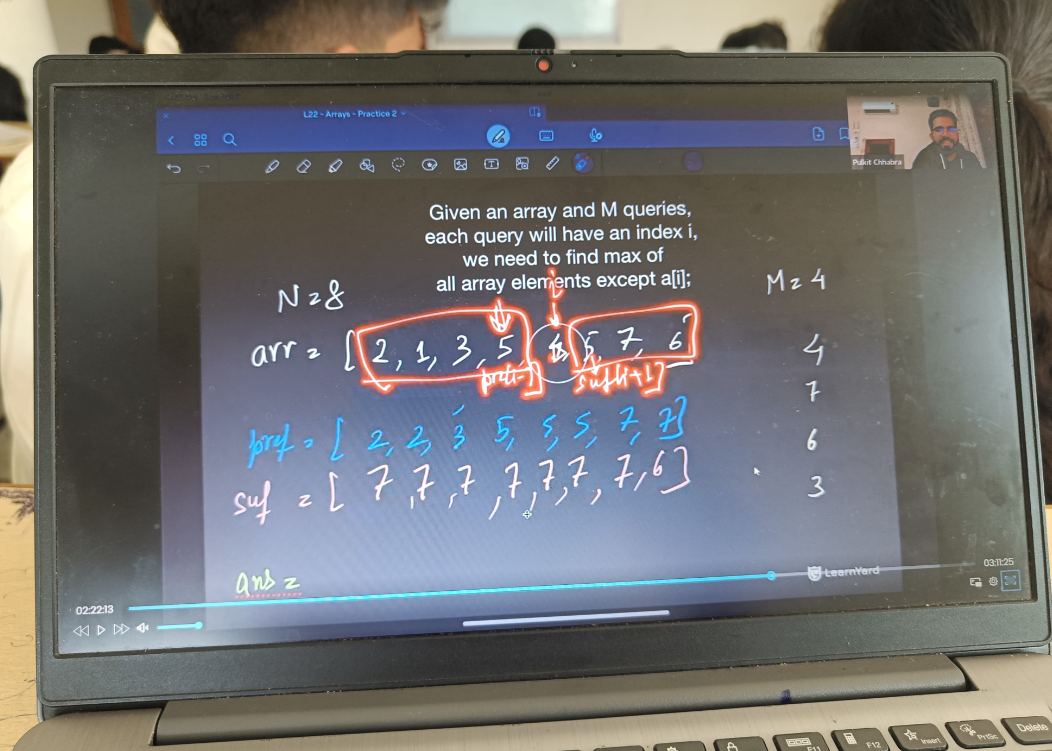 L22 - Arrays - Practice 2
Pulkit Chhabra
Given an array and M queries,
each query will have an index i,
we need to find max of
all array elements except a[i];
N = 8
M = 4
i
arr = [2, 1, 3, 5, 5, 7, 6]
pref[i-1]
suf[i+1]
pref = [2, 2, 3, 5, 5, 5, 7, 7]
suf = [7, 7, 7, 7, 7, 7, 7, 6]
4
7
6
3
ans =
LearnYard
03:11:25
02:22:13
F11
F12
Insert
PrtSc
Delete